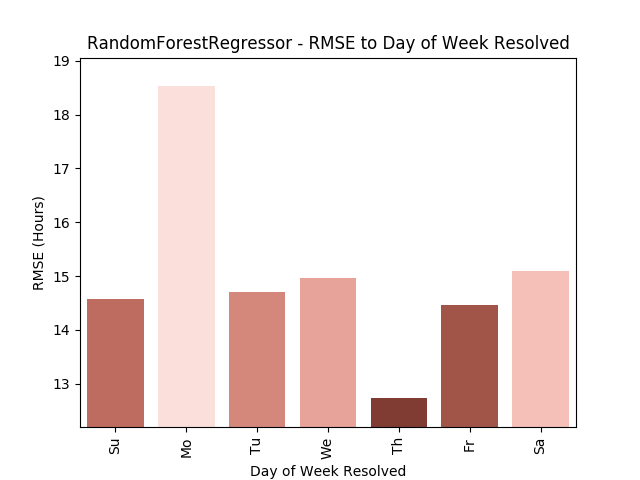 RandomForestRegressor - RMSE to Day of Week Resolved
19
18
17
16
15
14
13
RMSE (Hours)
Su Mo Tu We Th Fr Sa
Day of Week Resolved